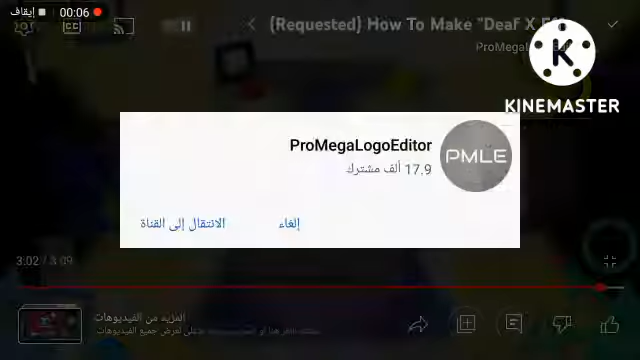 إيقاف
00:06
(Requested) How To Make "Deaf X
KINEMASTER
ProMegaLogoEditor
PMLE
17.9 ألف مشترك
إلغاء
الانتقال إلى القناة
3:02 / 3:09
المزيد من الفيديوهات